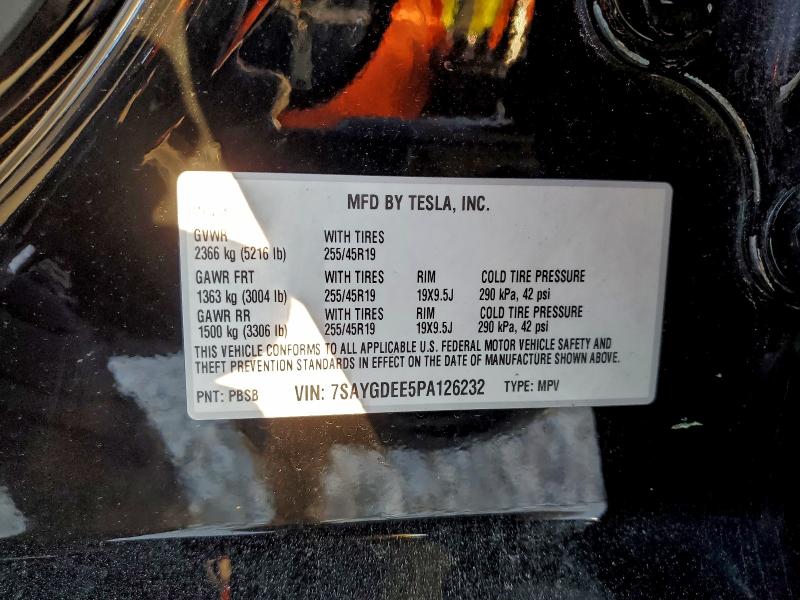 MFD BY TESLA, INC.
GVWR WITH TIRES
2366 kg (5216 lb) 255/45R19
GAWR FRT WITH TIRES RIM COLD TIRE PRESSURE
1363 kg (3004 lb) 255/45R19 19X9.5J 290 kPa, 42 psi
GAWR RR WITH TIRES RIM COLD TIRE PRESSURE
1500 kg (3306 lb) 255/45R19 19X9.5J 290 kPa, 42 psi
THIS VEHICLE CONFORMS TO ALL APPLICABLE U.S. FEDERAL MOTOR VEHICLE SAFETY AND
THEFT PREVENTION STANDARDS IN EFFECT ON THE DATE OF MANUFACTURE SHOWN ABOVE.
PNT: PBSB VIN: 7SAYGDEE5PA126232 TYPE: MPV